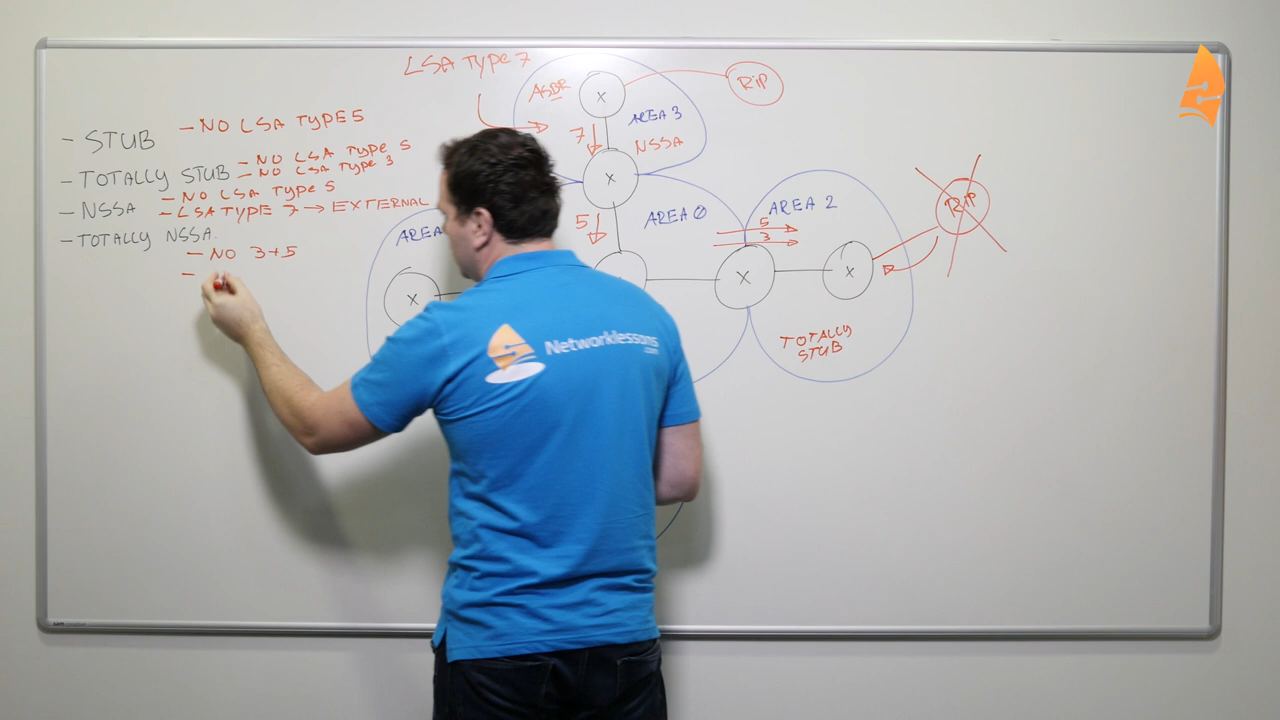 LSA TYPE 7
- STUB - NO LSA TYPE 5
- TOTALLY STUB - NO LSA TYPE 5
- NO LSA TYPE 3
- NSSA - NO LSA TYPE 5
- LSA TYPE 7 → EXTERNAL
- TOTALLY NSSA.
- NO 3+5
-
ASBR
X
RIP
AREA 3
7
NSSA
X
AREA 0
5
AREA
X
AREA 2
5
3
X
X
RIP
TOTALLY
STUB
Networklessons
.com